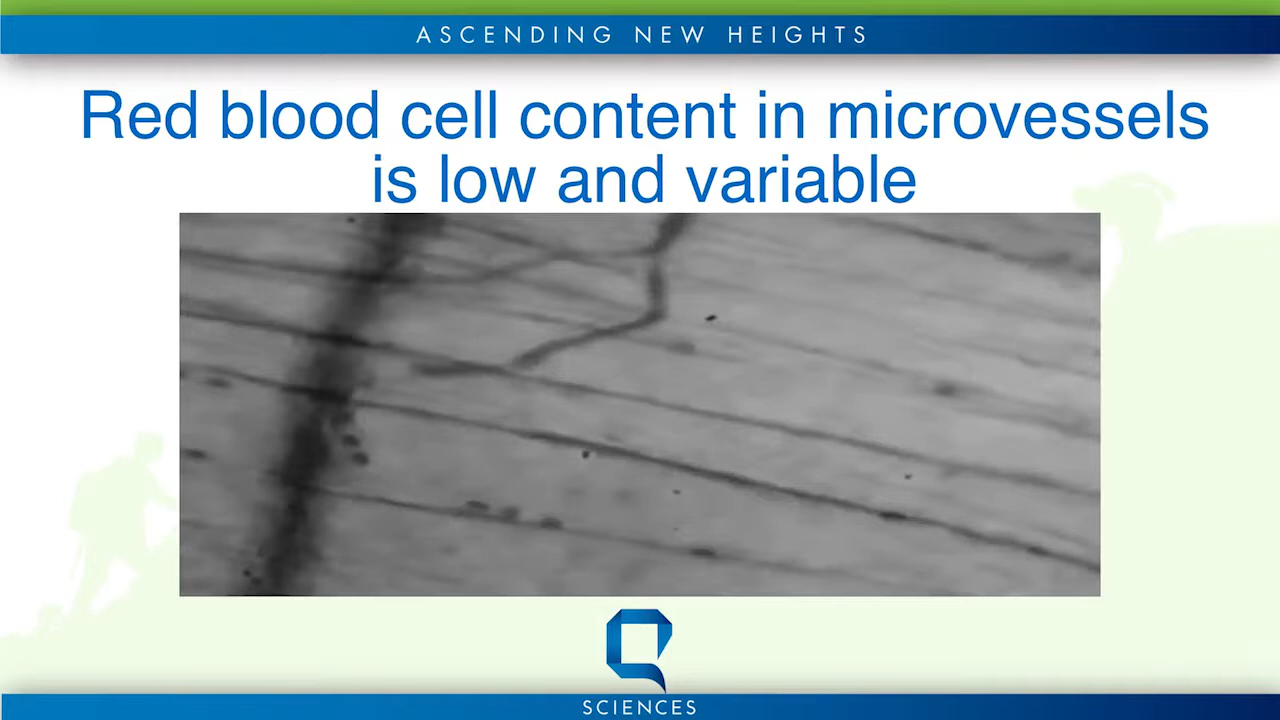 ASCENDING NEW HEIGHTS
Red blood cell content in microvessels
is low and variable
Q
SCIENCES